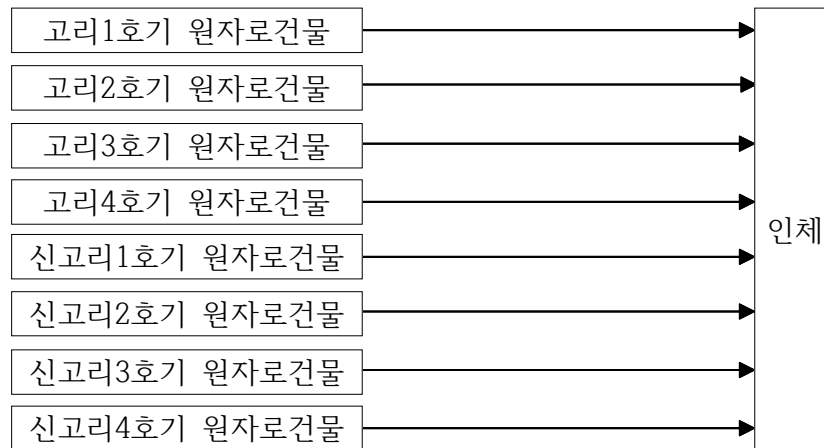 고리1호기 원자로건물
고리2호기 원자로건물
고리3호기 원자로건물
고리4호기 원자로건물
인체
신고리1호기 원자로건물
신고리2호기 원자로건물
신고리3호기 원자로건물
신고리4호기 원자로건물